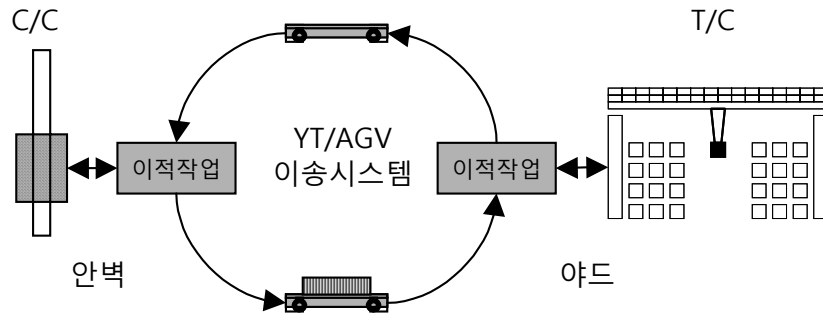 C/C
T/C
YT/AGV
이송시스템
이적작업
이적작업
안벽
야드